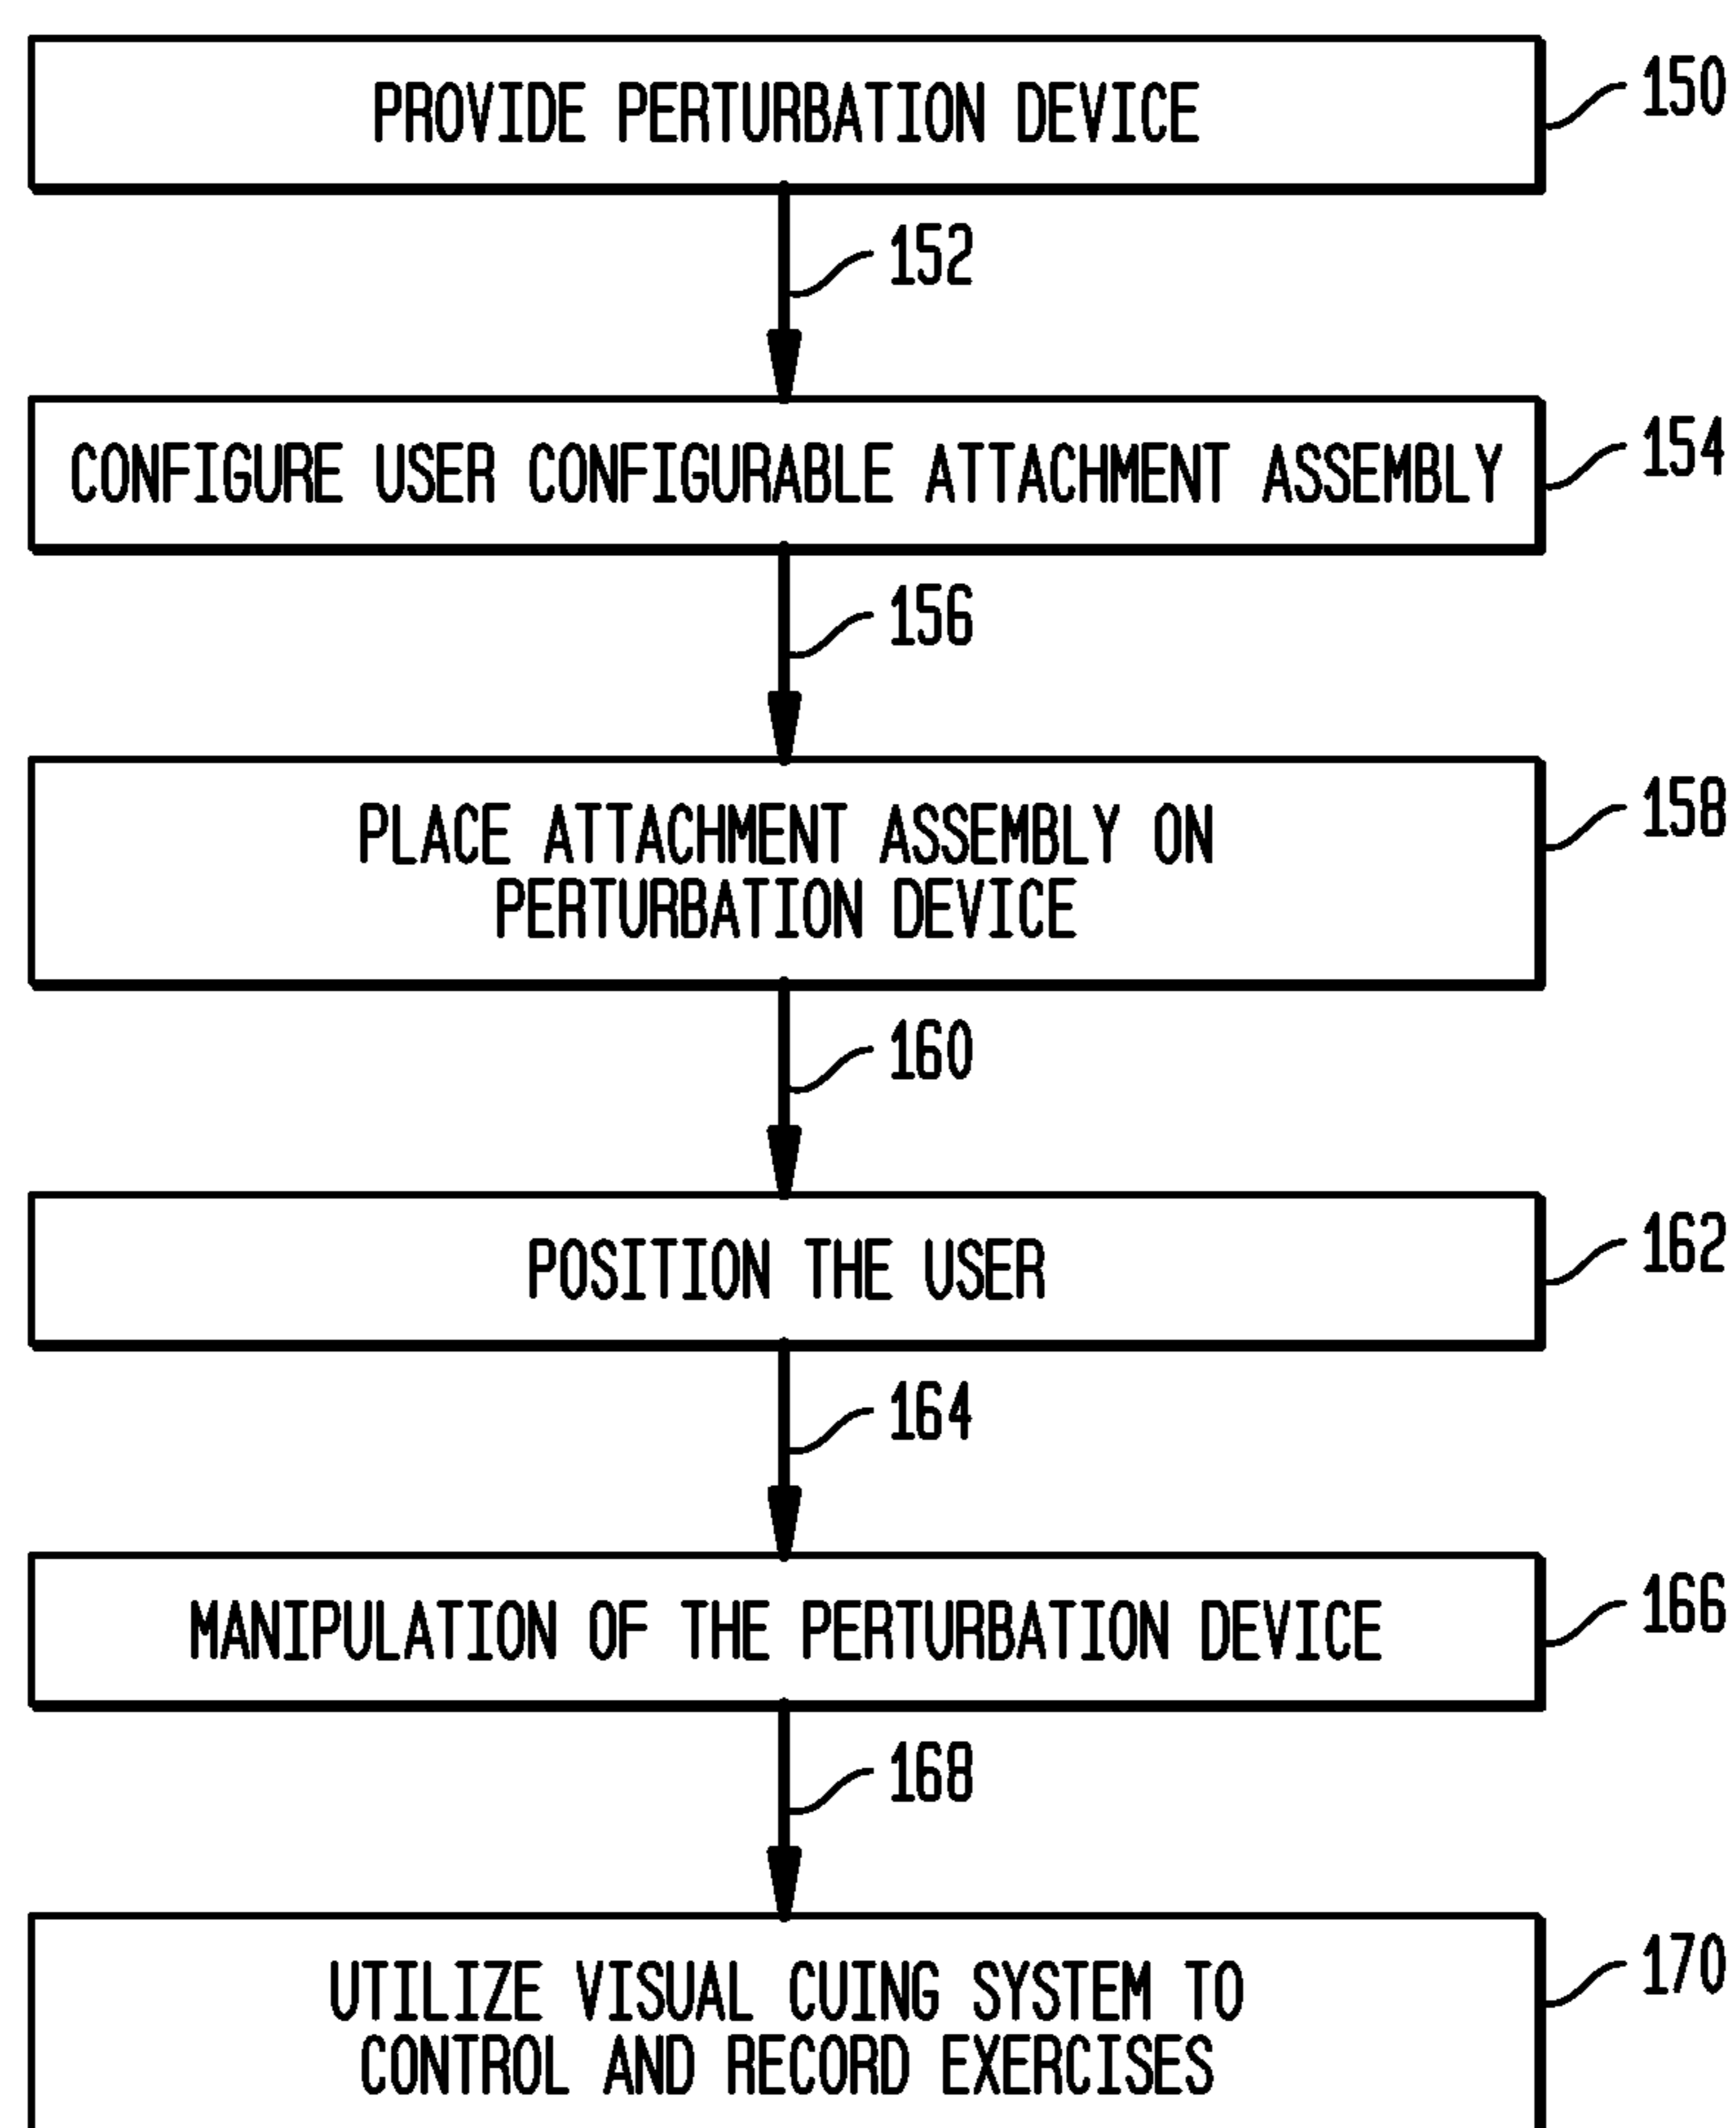 PROVIDE PERTURBATION DEVICE
150
152
CONFIGURE USER CONFIGURABLE ATTACHMENT ASSEMBLY
154
156
PLACE ATTACHMENT ASSEMBLY ON
PERTURBATION DEVICE
158
160
POSITION THE USER
162
164
MANIPULATION OF THE PERTURBATION DEVICE
166
168
UTILIZE VISUAL CUING SYSTEM TO
CONTROL AND RECORD EXERCISES
170